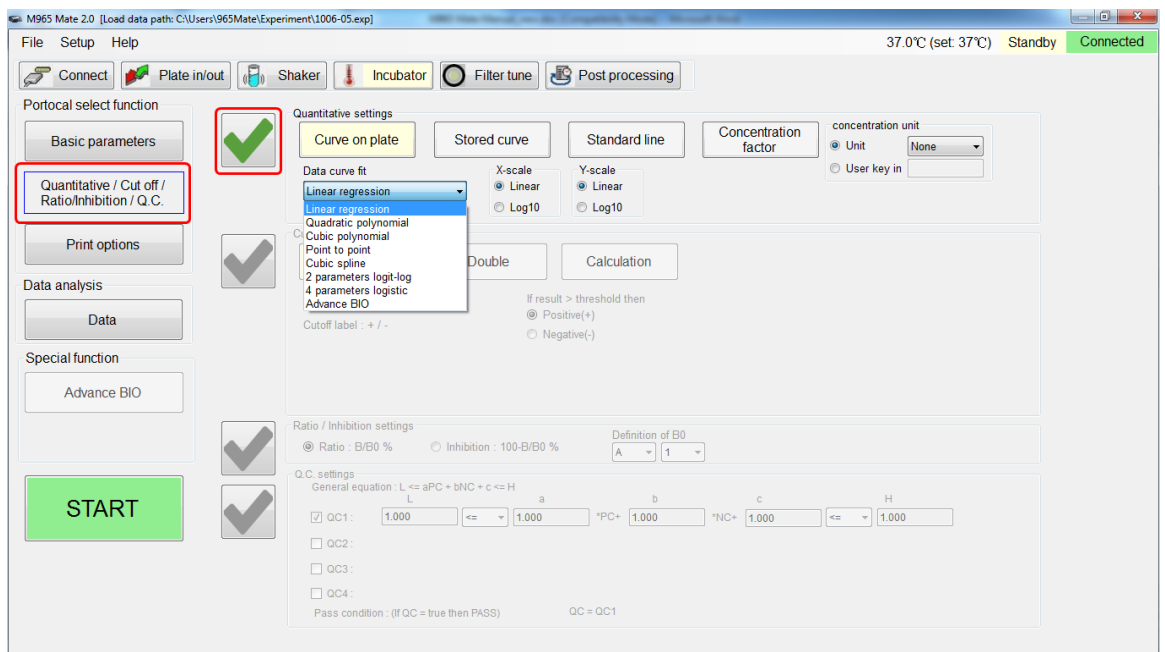 M965 Mate 2.0 [Load data path: C:\Users\965Mate\Experiment\1006-05.exp]
File Setup Help
37.0℃ (set: 37℃) Standby Connected
Connect Plate in/out Shaker Incubator Filter tune Post processing
Portocal select function
Basic parameters
Quantitative / Cut off /
Ratio/Inhibition / Q.C.
Print options
Data analysis
Data
Special function
Advance BIO
START
Quantitative settings
Curve on plate Stored curve Standard line Concentration
factor
concentration unit
Unit None
User key in
Data curve fit
Linear regression
X-scale
Linear
Log10
Y-scale
Linear
Log10
Linear regression
Quadratic polynomial
Cubic polynomial
Point to point
Cubic spline
2 parameters logit-log
4 parameters logistic
Advance BIO
Double Calculation
If result > threshold then
Positive(+)
Negative(-)
Cutoff label : + / -
Ratio / Inhibition settings
Ratio : B/B0 % Inhibition : 100-B/B0 %
Definition of B0
A 1
Q.C. settings
General equation : L <= aPC + bNC + c <= H
L a b c H
QC1 : 1.000 <= 1.000 *PC+ 1.000 *NC+ 1.000 <= 1.000
QC2 :
QC3 :
QC4 :
Pass condition : (If QC = true then PASS) QC = QC1